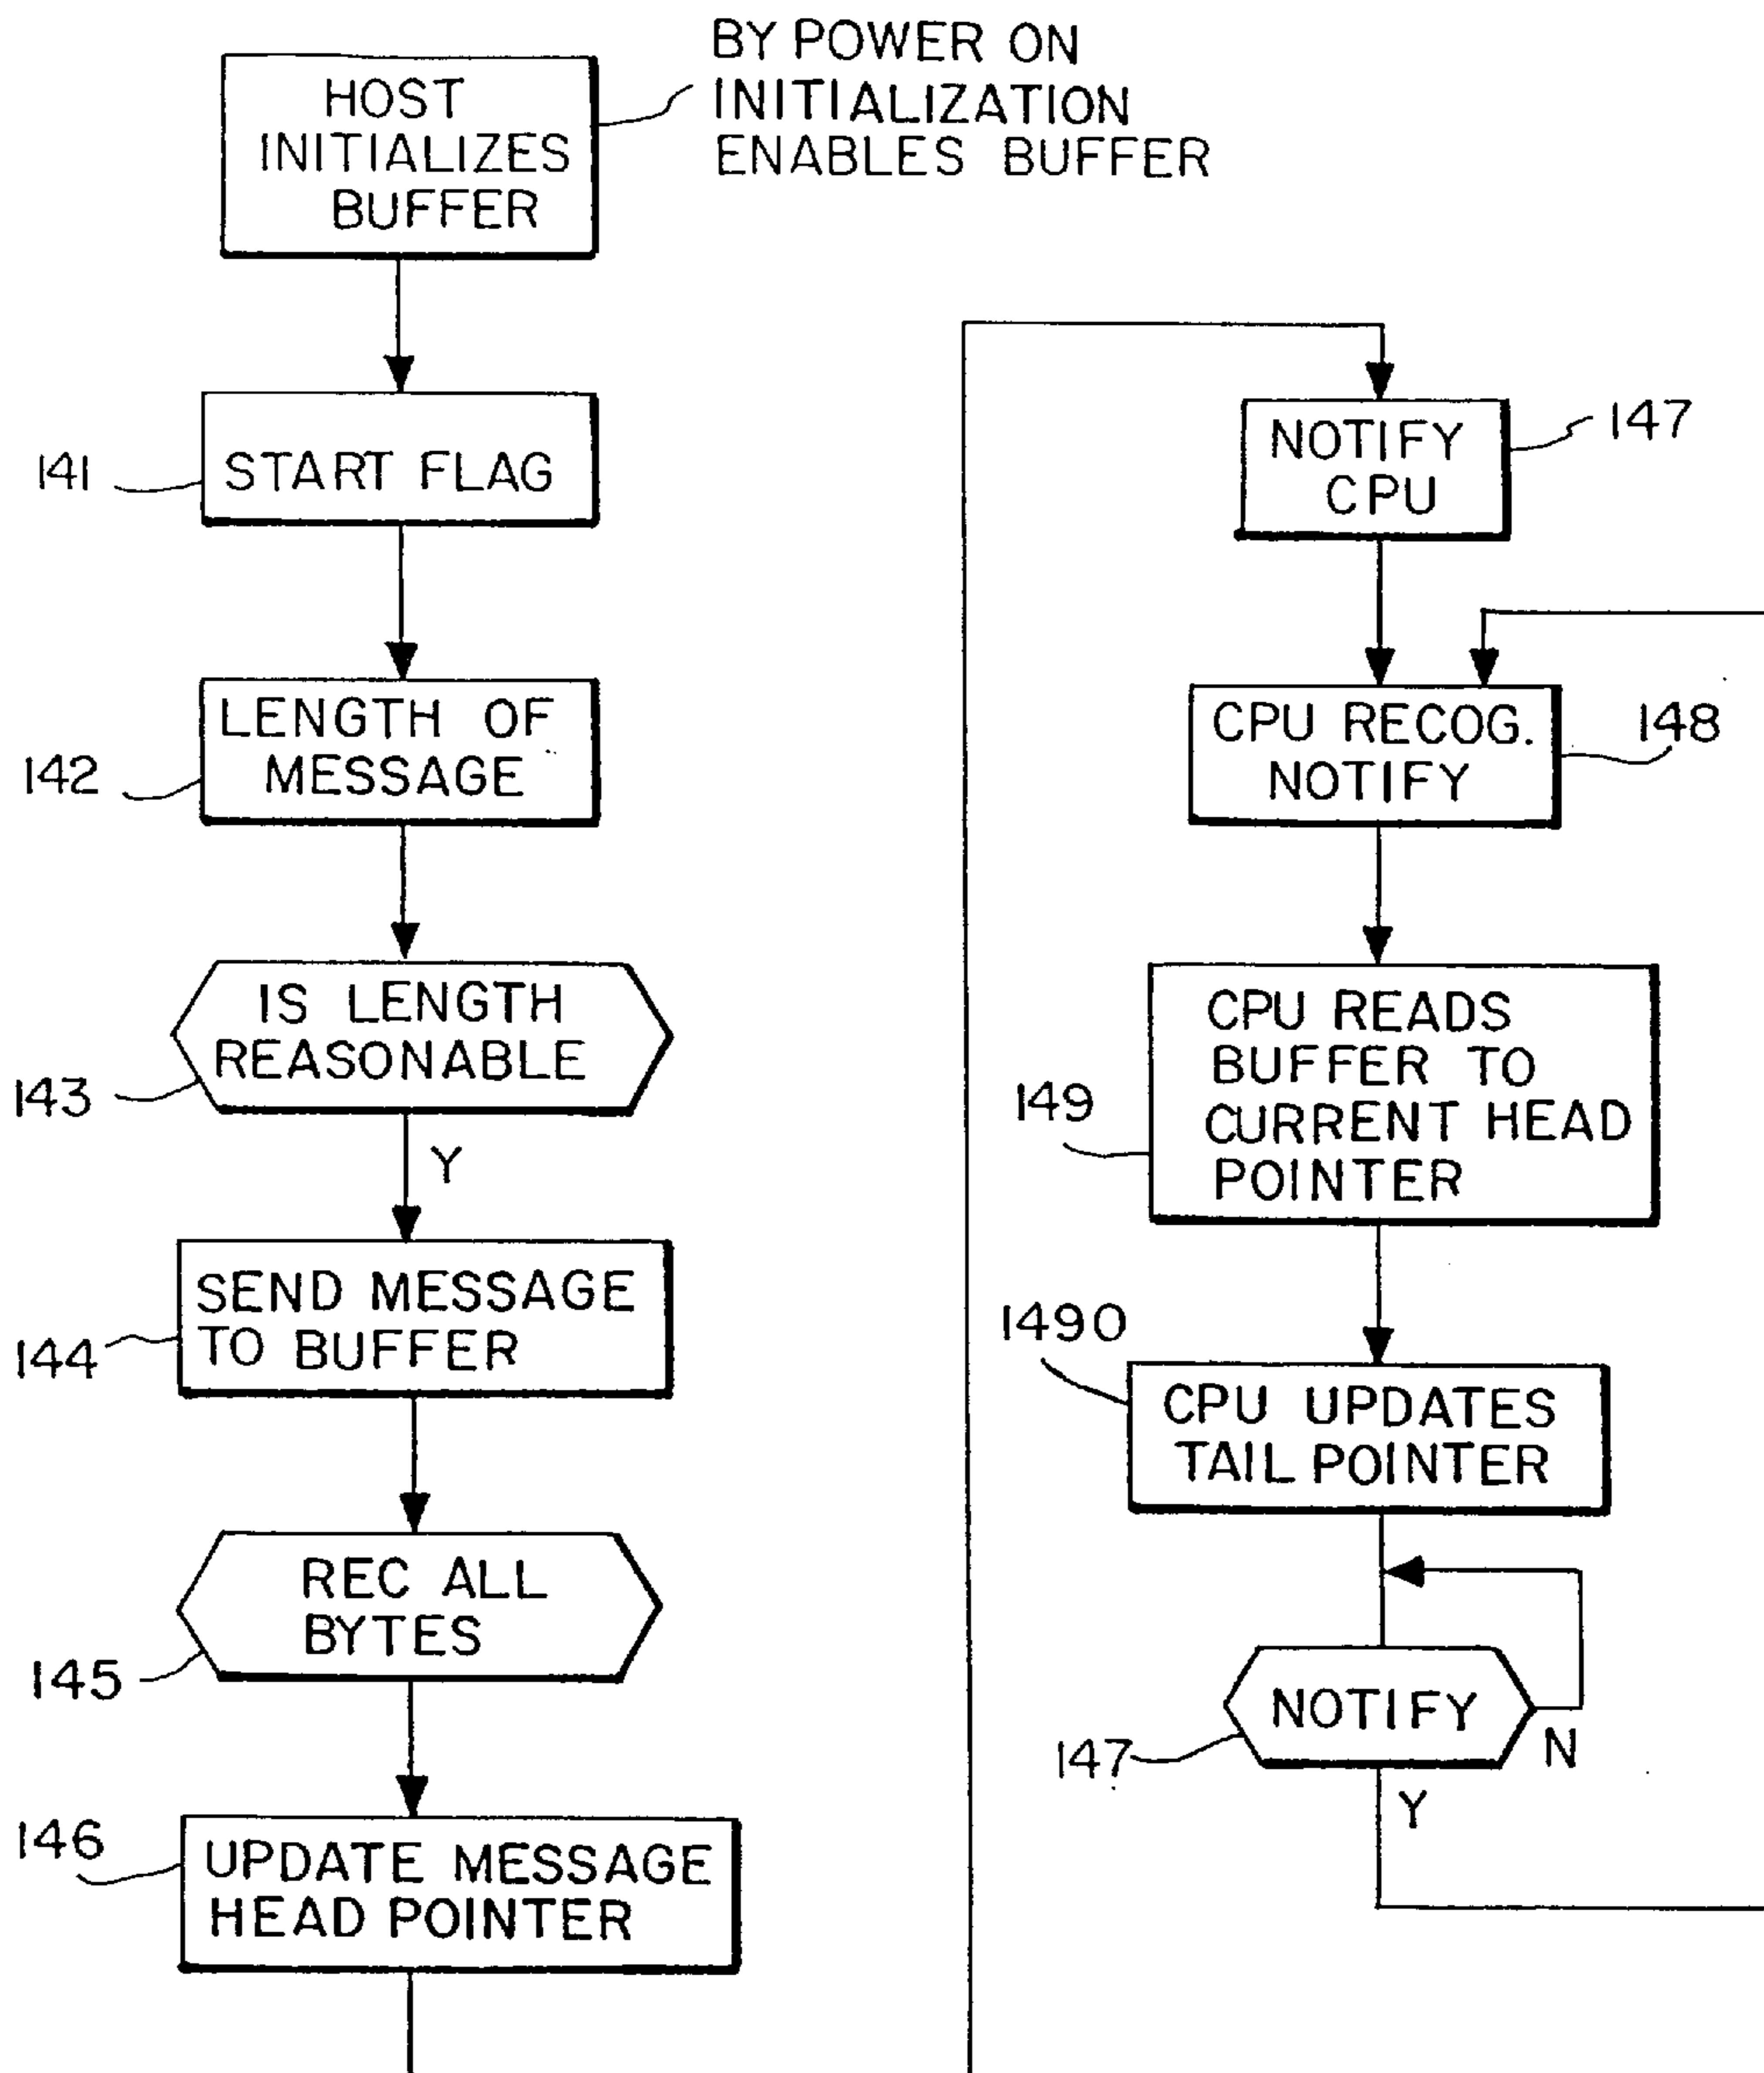 HOST
INITIALIZES
BUFFER
BY POWER ON
INITIALIZATION
ENABLES BUFFER
141
START FLAG
142
LENGTH OF
MESSAGE
143
IS LENGTH
REASONABLE
Y
144
SEND MESSAGE
TO BUFFER
145
REC ALL
BYTES
146
UPDATE MESSAGE
HEAD POINTER
147
NOTIFY
CPU
148
CPU RECOG.
NOTIFY
149
CPU READS
BUFFER TO
CURRENT HEAD
POINTER
1490
CPU UPDATES
TAIL POINTER
147
NOTIFY
N
Y